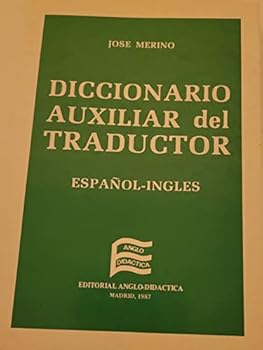 JOSE MERINO
DICCIONARIO
AUXILIAR del
TRADUCTOR
ESPAÑOL-INGLES
ANGLO
DIDACTICA
EDITORIAL ANGLO-DIDACTICA
MADRID, 1987